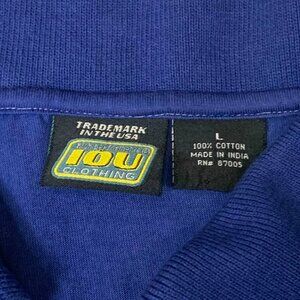 TRADEMARK
IN THE USA
IOU
CLOTHING
L
100% COTTON
MADE IN INDIA
RN# 87005